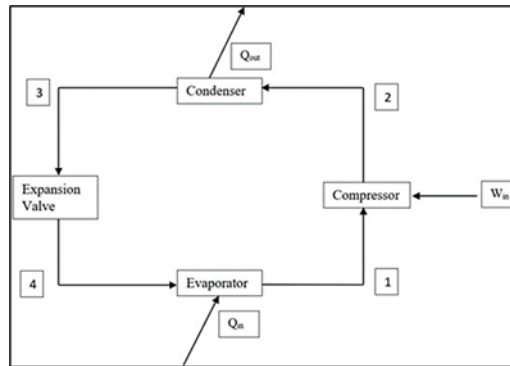 Qout
3
Condenser
2
Expansion
Valve
Compressor
Win
4
Evaporator
1
Qin